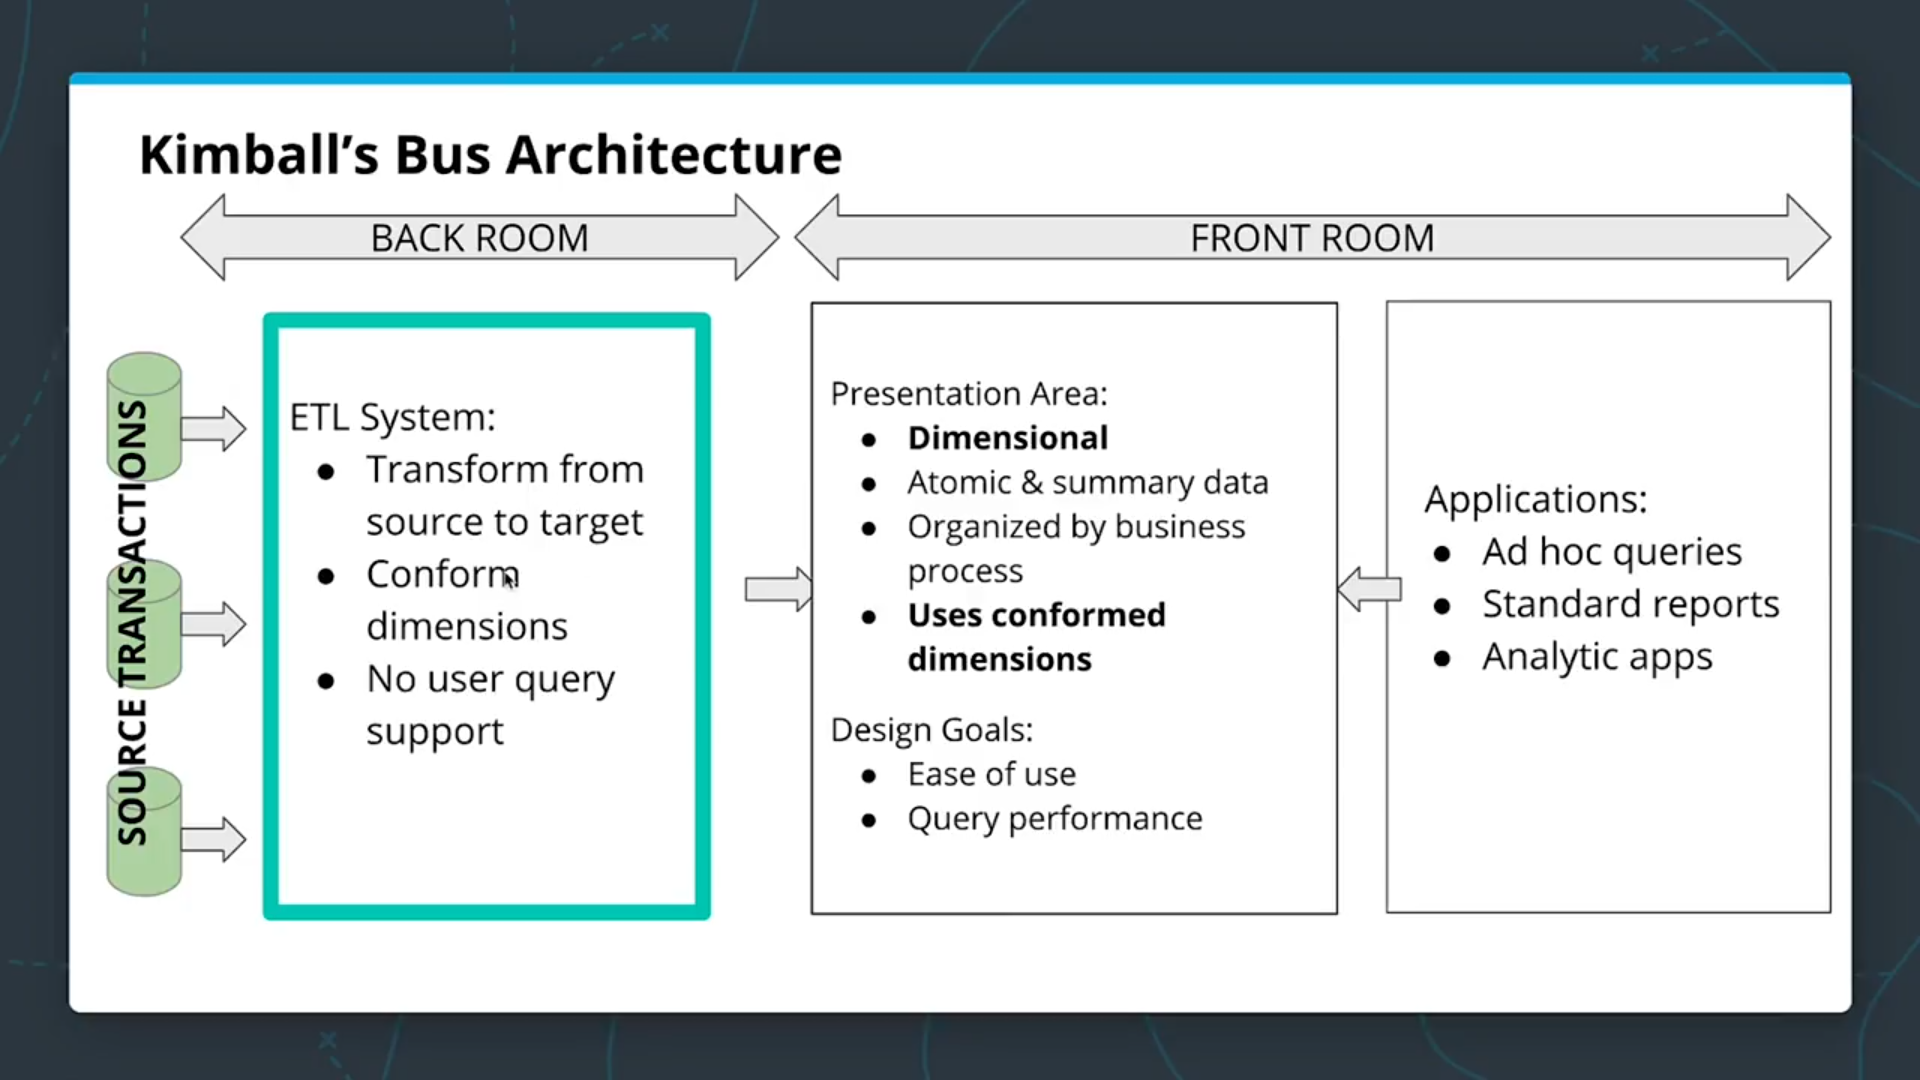 Kimball’s Bus Architecture
BACK ROOM
FRONT ROOM
SOURCE TRANSACTIONS
ETL System:
● Transform from
source to target
● Conform
dimensions
● No user query
support
Presentation Area:
● Dimensional
● Atomic & summary data
● Organized by business
process
● Uses conformed
dimensions
Design Goals:
● Ease of use
● Query performance
Applications:
● Ad hoc queries
● Standard reports
● Analytic apps